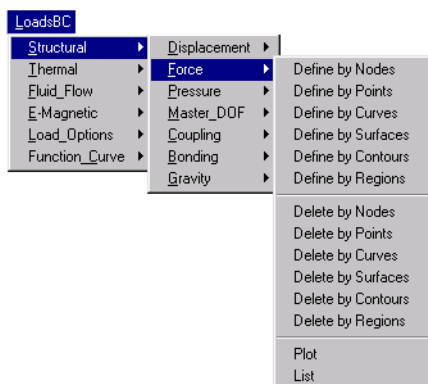 LoadsBC
Structural
Thermal
Fluid_Flow
E-Magnetic
Load_Options
Function_Curve
Displacement
Force
Pressure
Master_DOF
Coupling
Bonding
Gravity
Define by Nodes
Define by Points
Define by Curves
Define by Surfaces
Define by Contours
Define by Regions
Delete by Nodes
Delete by Points
Delete by Curves
Delete by Surfaces
Delete by Contours
Delete by Regions
Plot
List